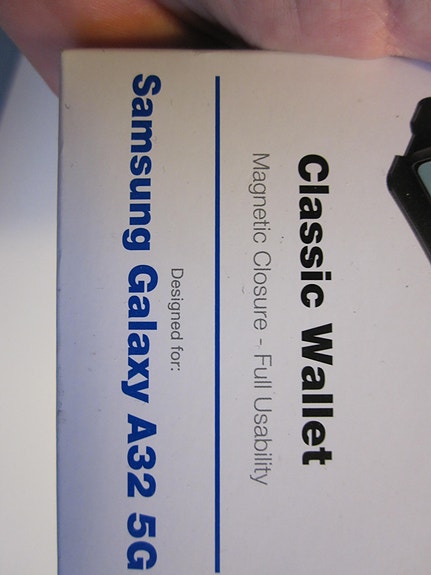 Classic Wallet
Magnetic Closure - Full Usability
Designed for:
Samsung Galaxy A32 5G